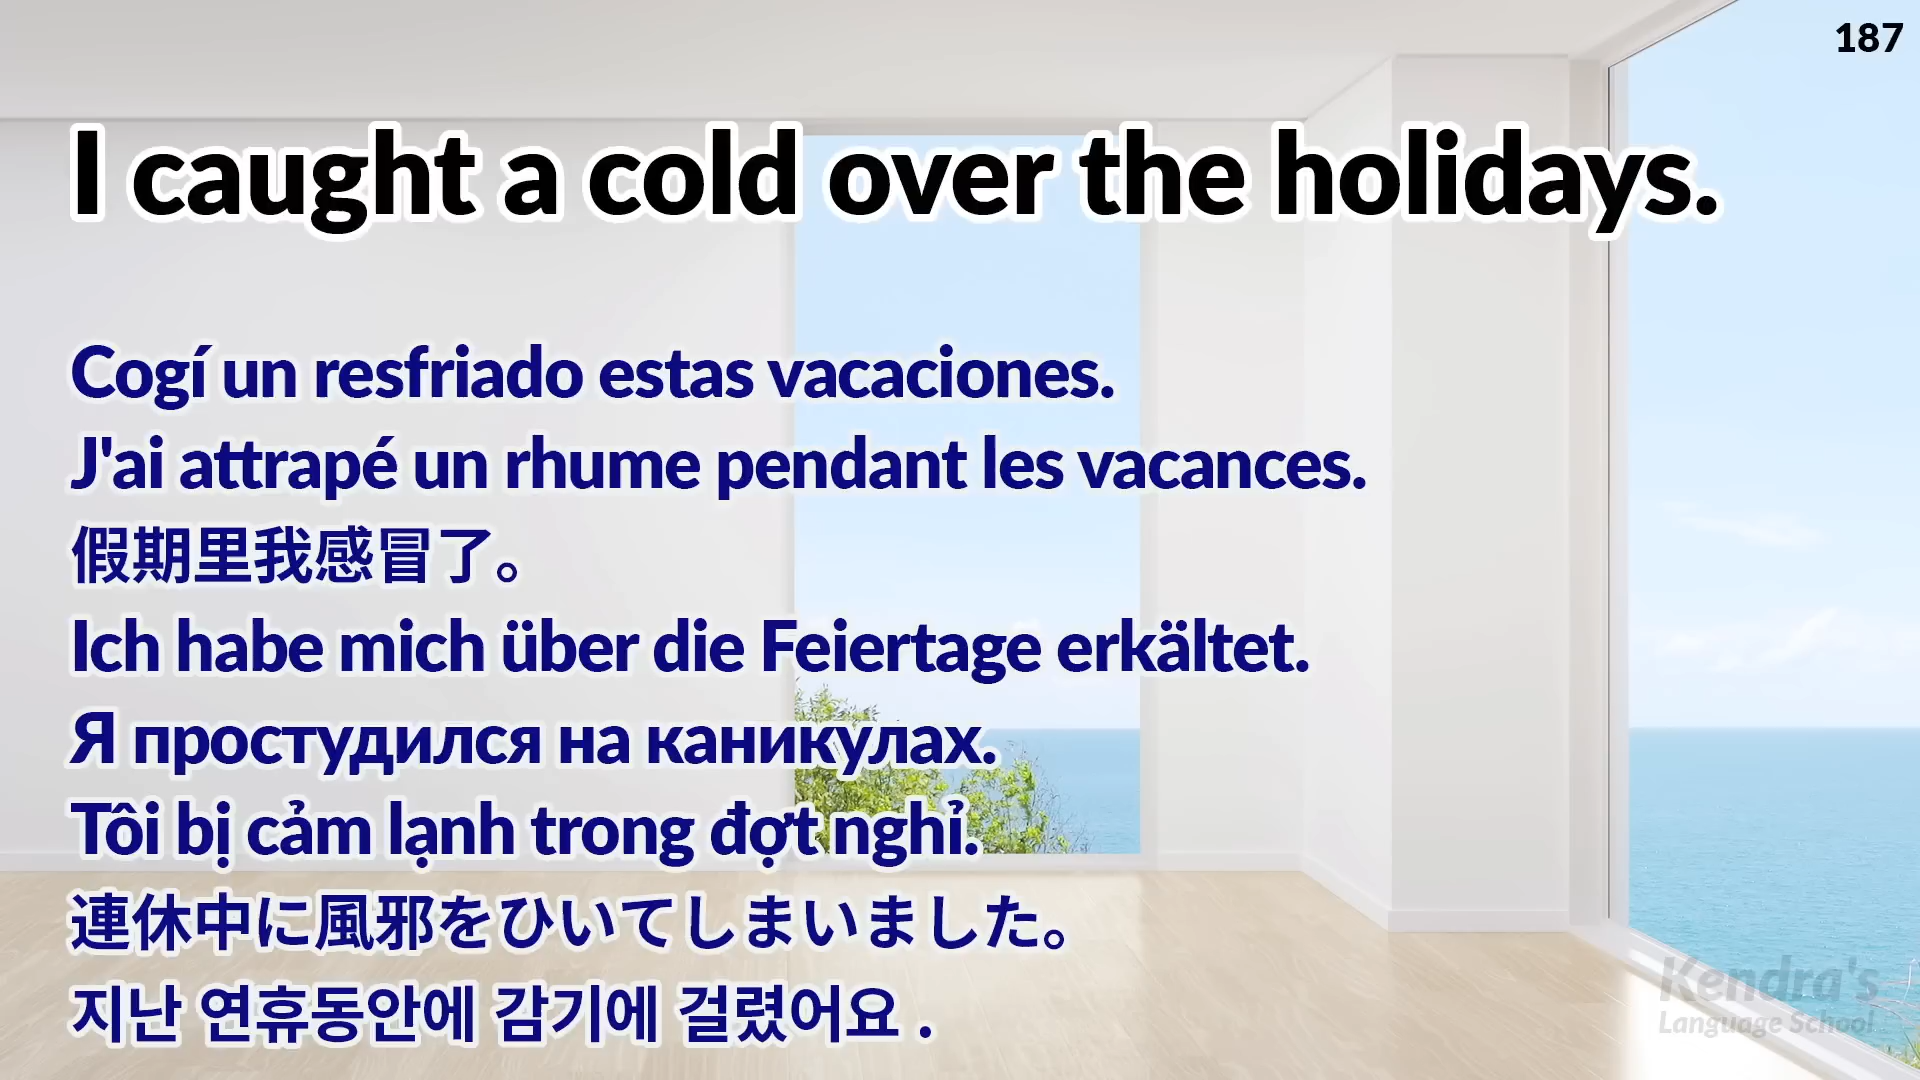 187
I caught a cold over the holidays.
Cogí un resfriado estas vacaciones.
J'ai attrapé un rhume pendant les vacances.
假期里我感冒了。
Ich habe mich über die Feiertage erkältet.
Я простудился на каникулах.
Tôi bị cảm lạnh trong đợt nghỉ.
連休中に風邪をひいてしまいました。
지난 연휴동안에 감기에 걸렸어요 .
Kendra's
Language School